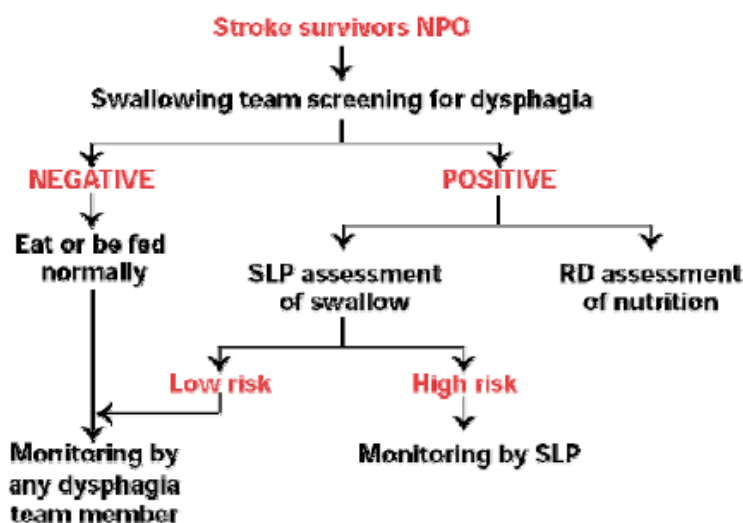 Stroke survivors NPO
Swallowing team screening for dysphagia
NEGATIVE
POSITIVE
Eat or be fed
normally
SLP assessment
of swallow
RD assessment
of nutrition
Low risk
High risk
Monitoring by
any dysphagia
team member
Monitoring by SLP